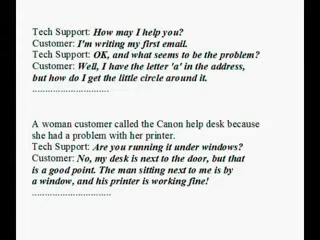 Tech Support: How may I help you?
Customer: I'm writing my first email.
Tech Support: OK, and what seems to be the problem?
Customer: Well, I have the letter 'a' in the address,
but how do I get the little circle around it.
..............................
A woman customer called the Canon help desk because
she had a problem with her printer.
Tech Support: Are you running it under windows?
Customer: No, my desk is next to the door, but that
is a good point. The man sitting next to me is by
a window, and his printer is working fine!
..............................